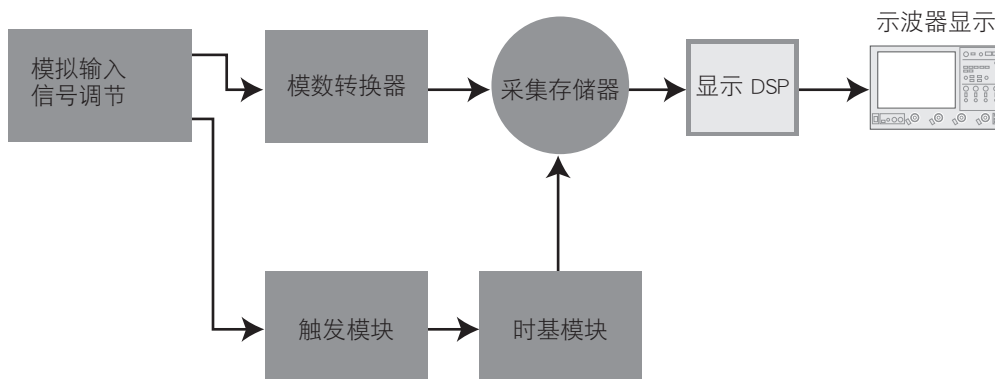 示波器显示
模拟输入
信号调节
模数转换器
采集存储器
显示 DSP
触发模块
时基模块